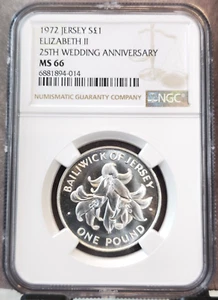 1972 JERSEY S£1
ELIZABETH II
25TH WEDDING ANNIVERSARY
MS 66
6881894-014
NUMISMATIC GUARANTY COMPANY
NGC
BAILIWICK OF JERSEY
ONE POUND